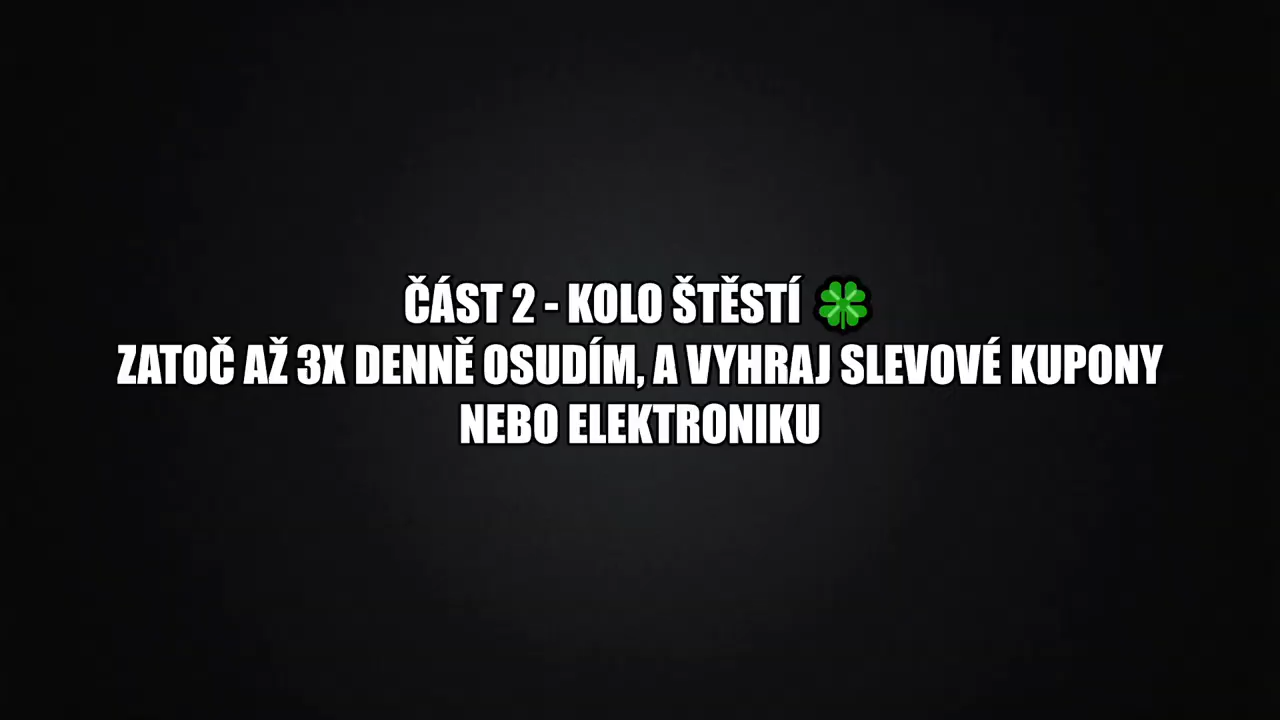 ČÁST 2 - KOLO ŠTĚSTÍ 🍀
ZATOČ AŽ 3X DENNĚ OSUDÍM, A VYHRAJ SLEVOVÉ KUPONY
NEBO ELEKTRONIKU